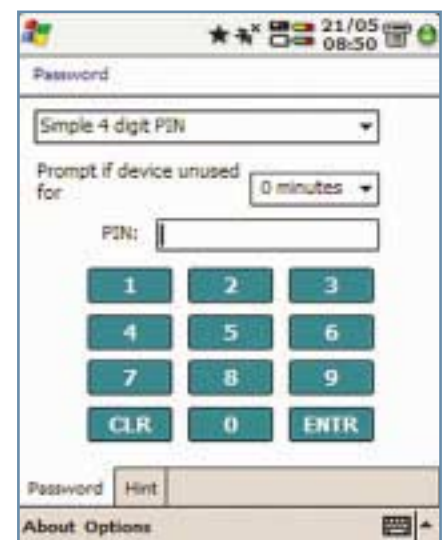 21/05
08:50
Password
Simple 4 digit PIN
Prompt if device unused
for
0 minutes
PIN:
1 2 3
4 5 6
7 8 9
CLR 0 ENTR
Password Hint
About Options